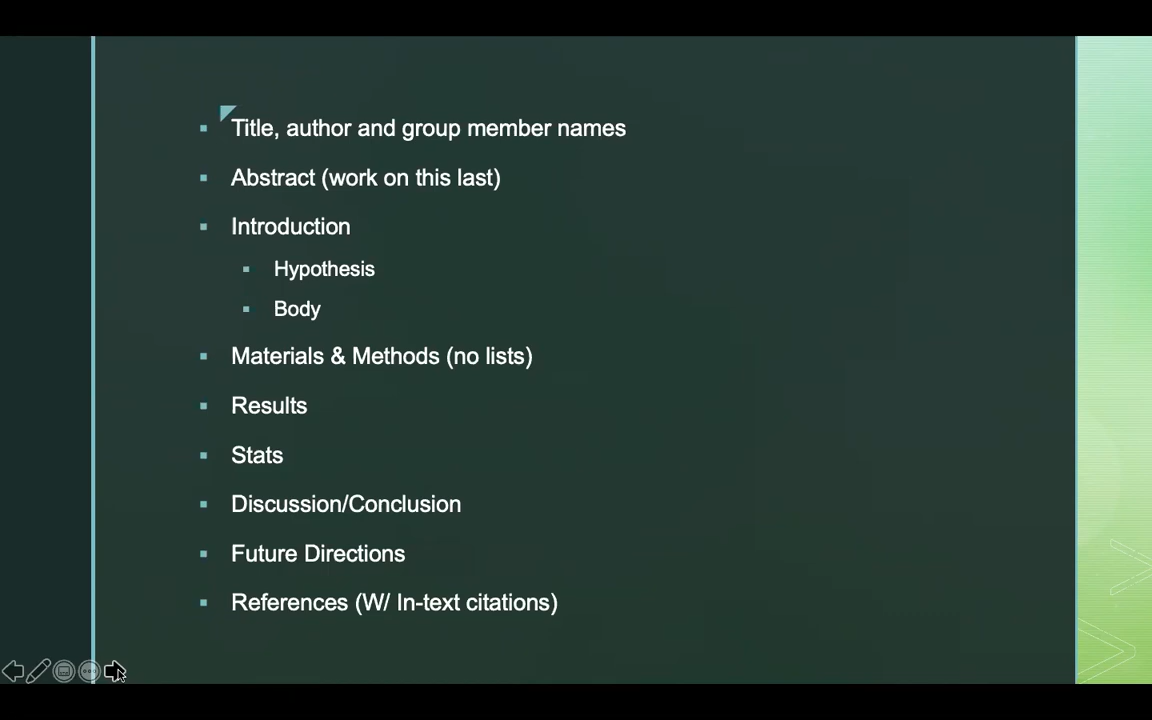 Title, author and group member names
Abstract (work on this last)
Introduction
Hypothesis
Body
Materials & Methods (no lists)
Results
Stats
Discussion/Conclusion
Future Directions
References (W/ In-text citations)